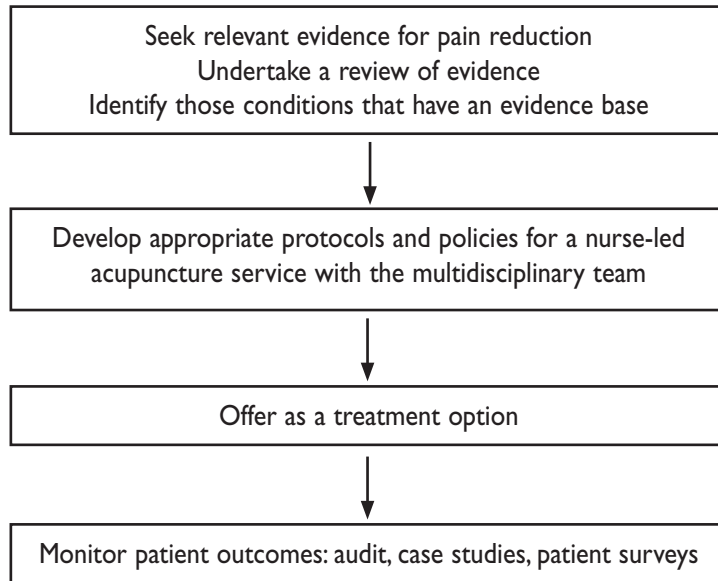 Seek relevant evidence for pain reduction
Undertake a review of evidence
Identify those conditions that have an evidence base
Develop appropriate protocols and policies for a nurse-led
acupuncture service with the multidisciplinary team
Offer as a treatment option
Monitor patient outcomes: audit, case studies, patient surveys